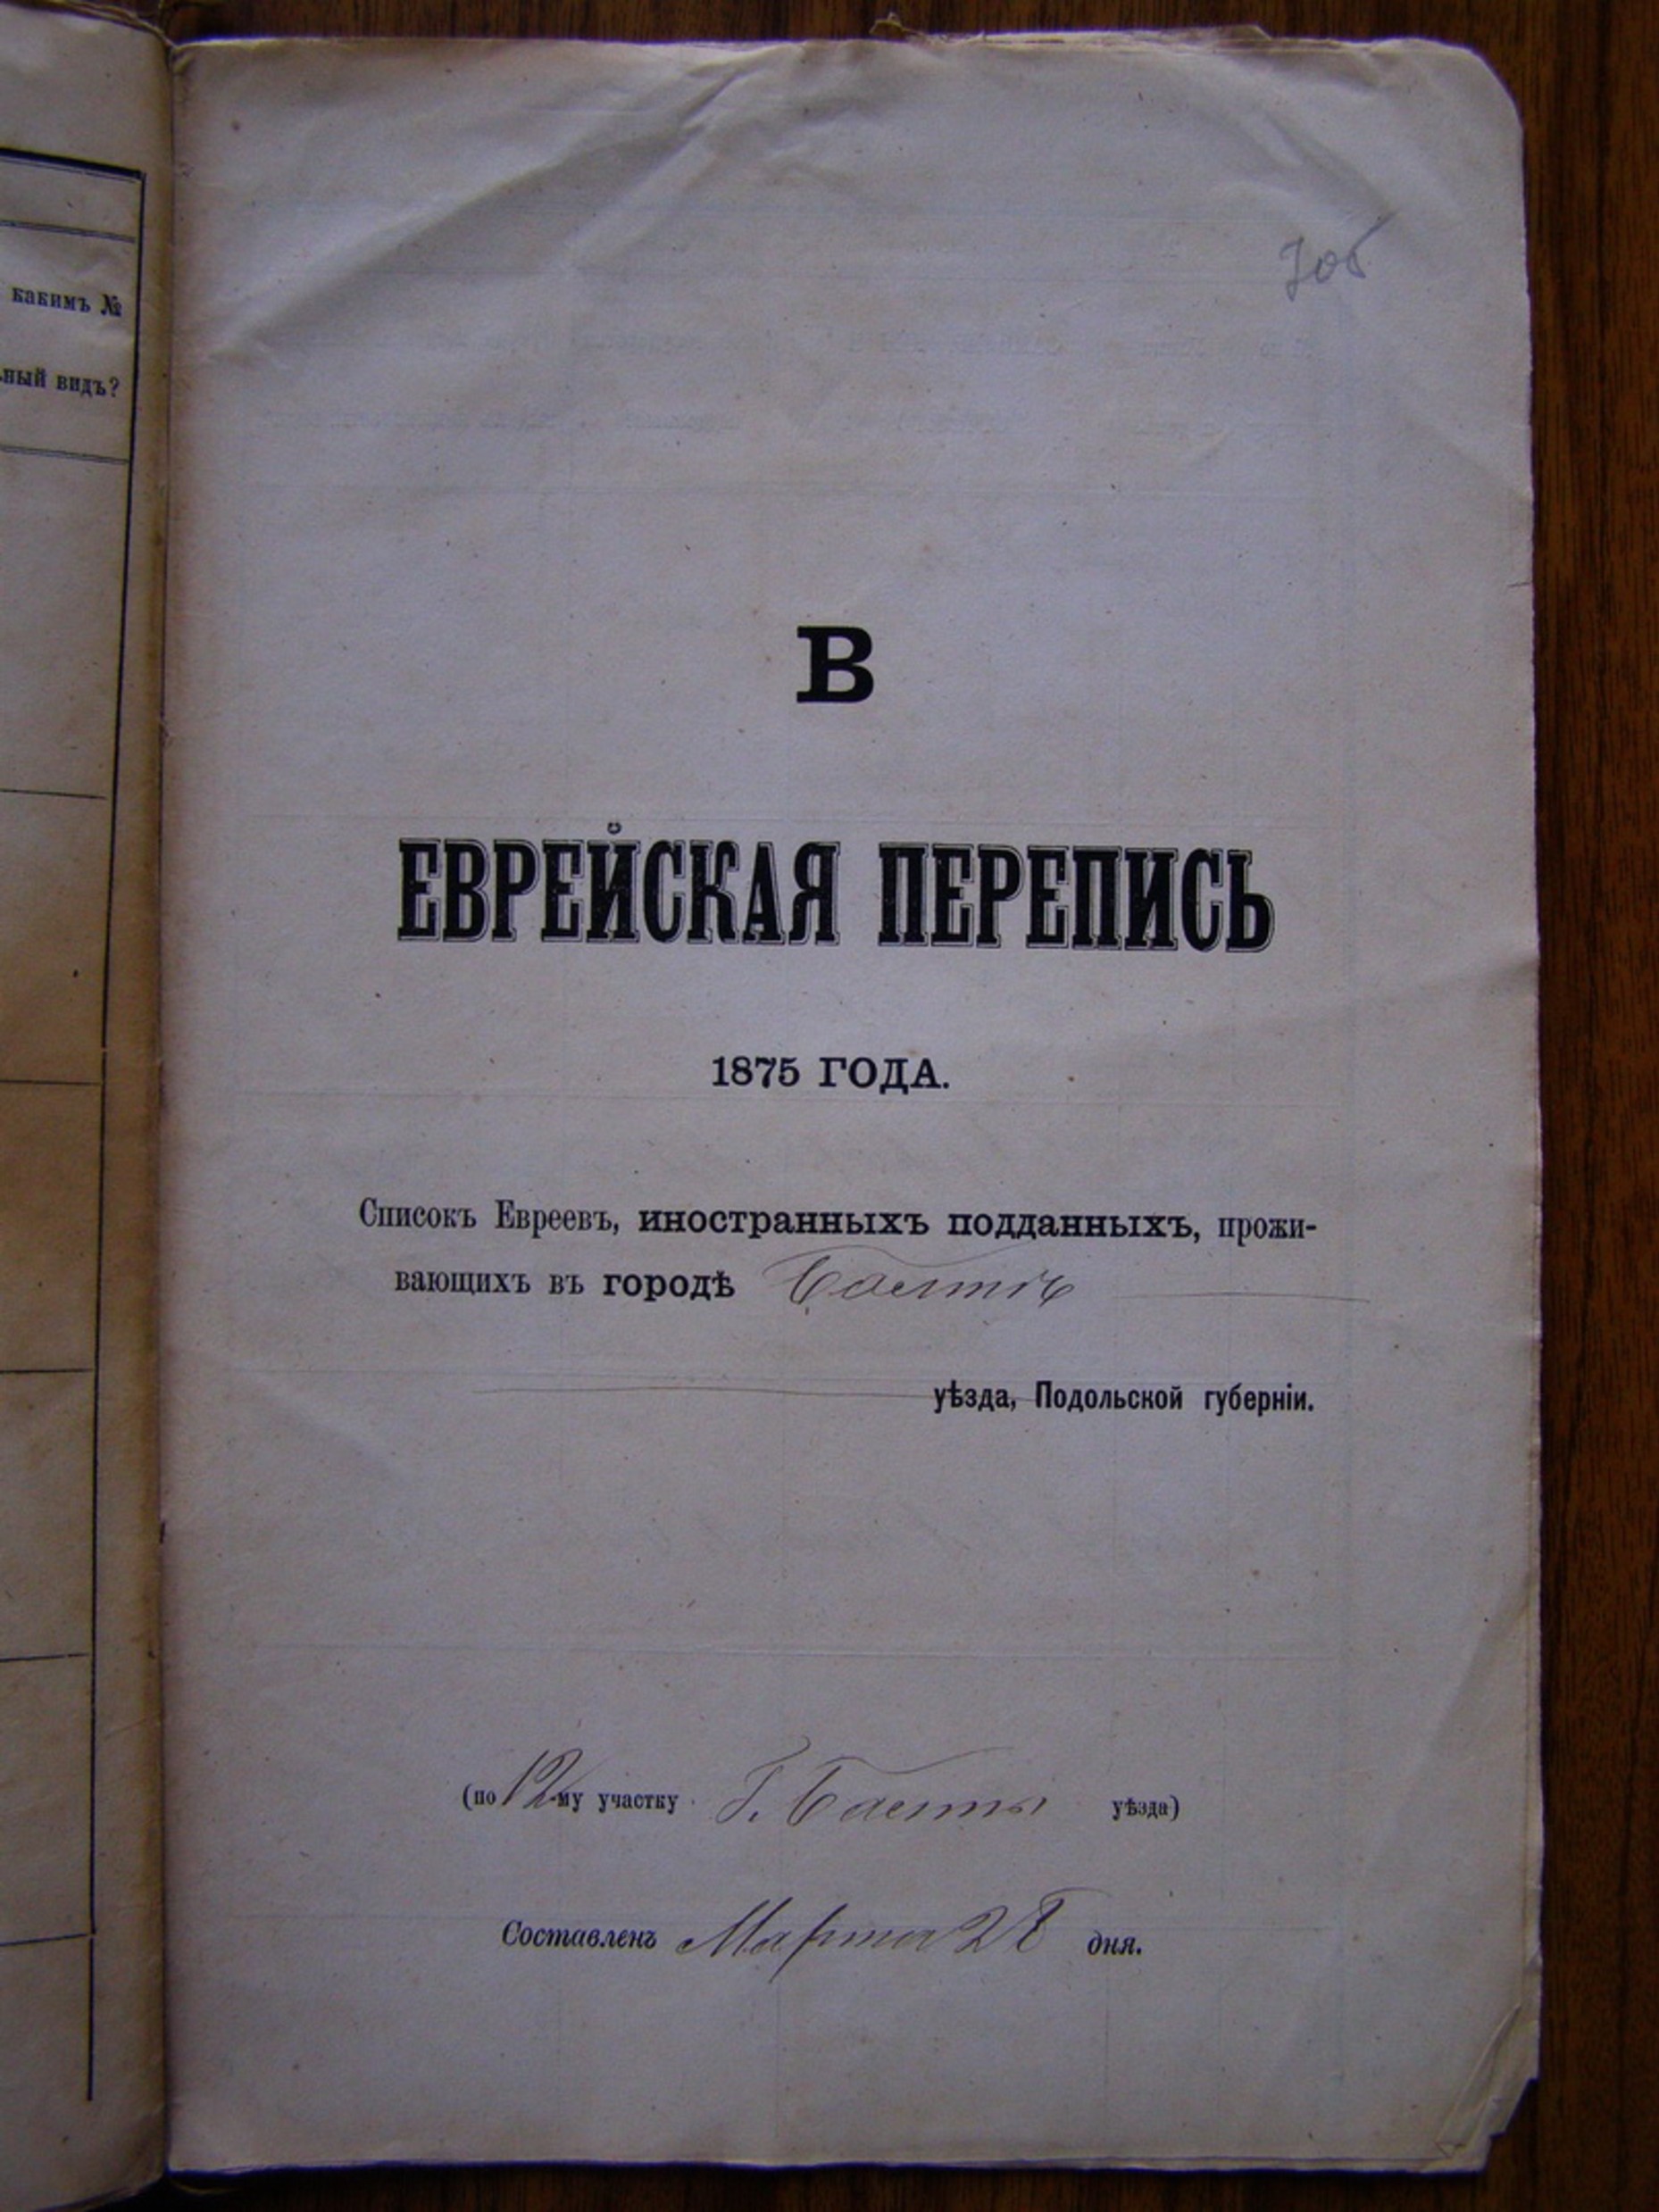 какимъ №
ный видъ?
705
В
ЕВРЕЙСКАЯ ПЕРЕПИСЬ
1875 ГОДА.
Списокъ Евреевъ, иностранныхъ подданныхъ, прожи-
вающихъ въ городѣ Балтѣ
уѣзда, Подольской губерніи.
(по 12-му участку Г. Балты уѣзда)
Составленъ Марта 28 дня.